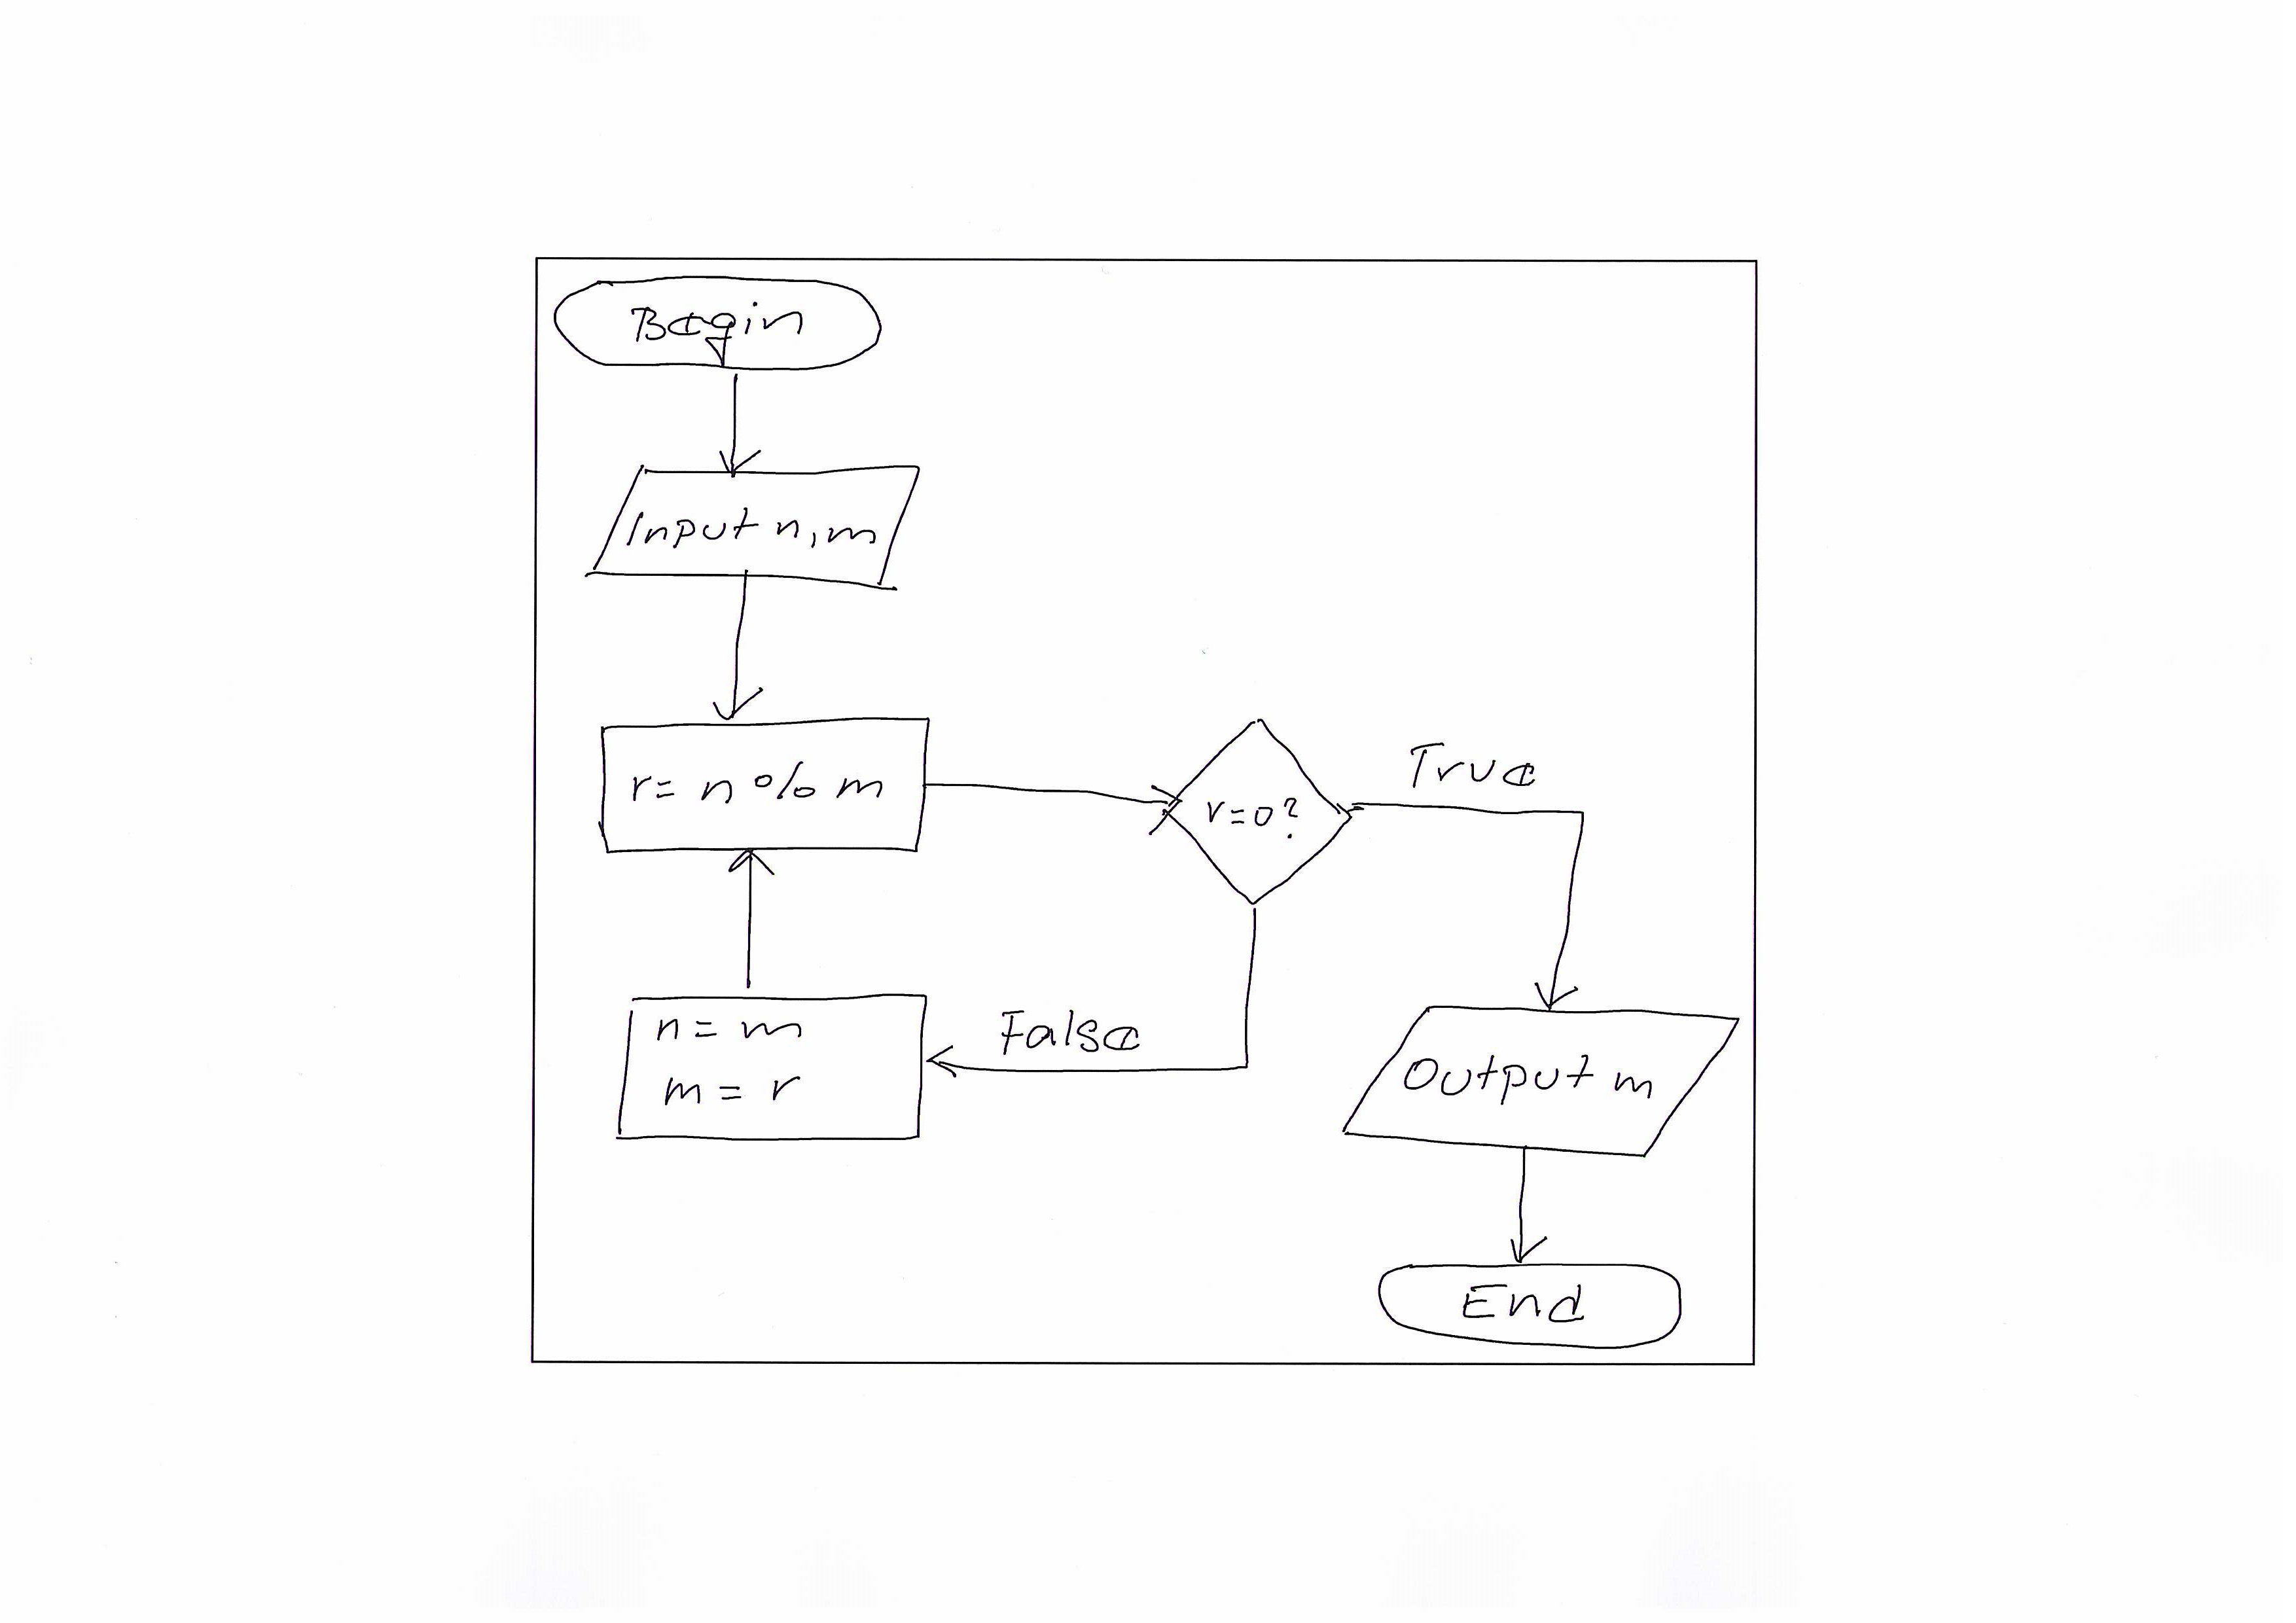 Begin
Input n,m
r= n % m
r=0?
True
False
n = m
m = r
Output m
End